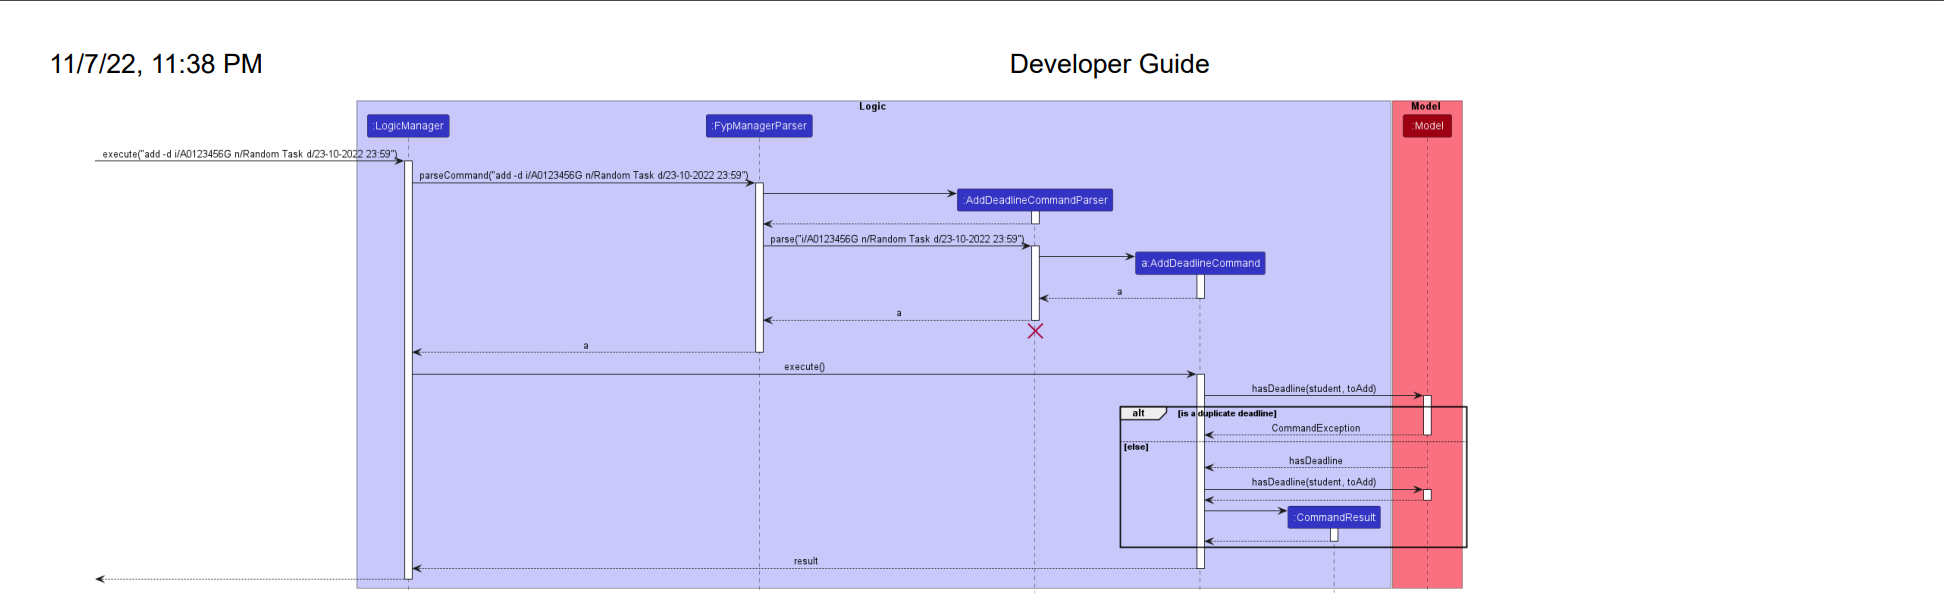 11/7/22, 11:38 PM
Developer Guide
Logic
Model
:LogicManager
:FypManagerParser
:Model
execute("add -d i/A0123456G n/Random Task d/23-10-2022 23:59")
parseCommand("add -d i/A0123456G n/Random Task d/23-10-2022 23:59")
:AddDeadlineCommandParser
parse("i/A0123456G n/Random Task d/23-10-2022 23:59")
a:AddDeadlineCommand
a
a
a
execute()
hasDeadline(student, toAdd)
alt
[is a duplicate deadline]
CommandException
[else]
hasDeadline
hasDeadline(student, toAdd)
:CommandResult
result